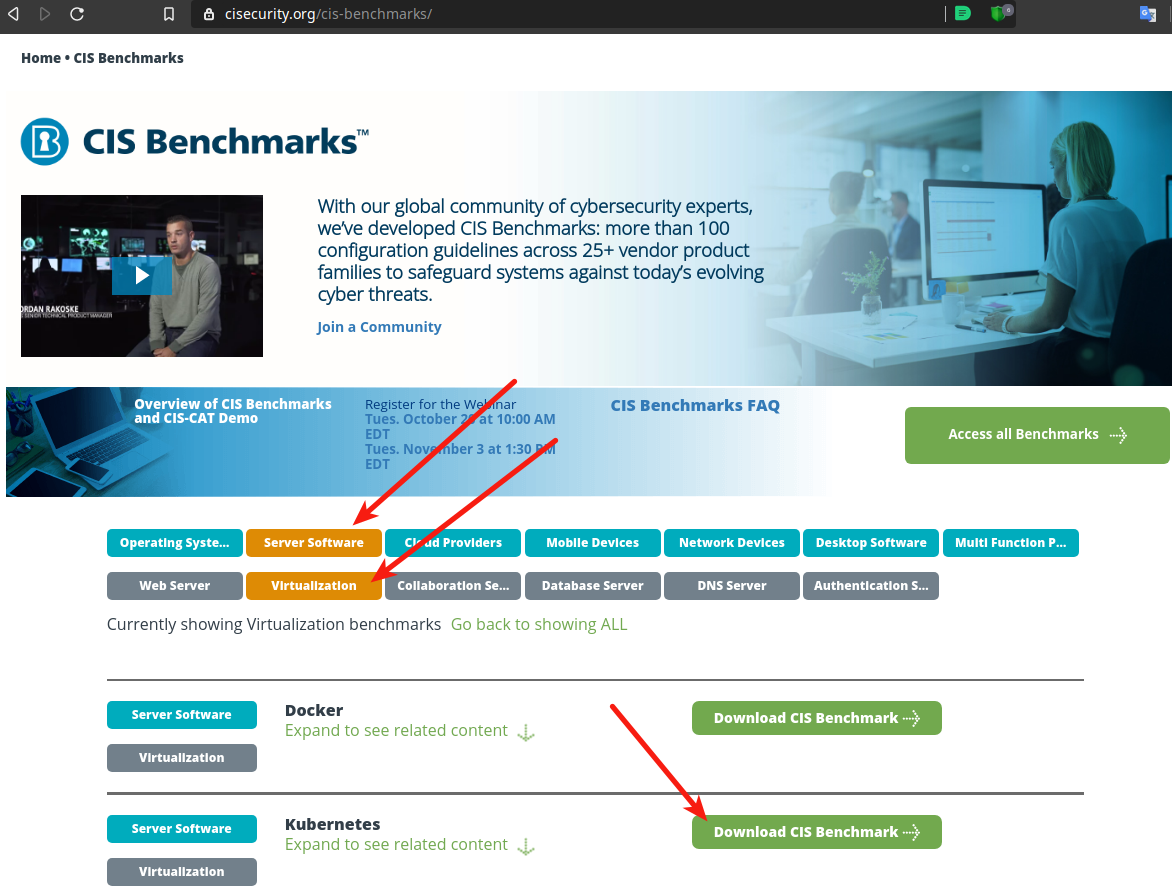 cisecurity.org/cis-benchmarks/
Home • CIS Benchmarks
CIS Benchmarks™
With our global community of cybersecurity experts,
we've developed CIS Benchmarks: more than 100
configuration guidelines across 25+ vendor product
families to safeguard systems against today's evolving
cyber threats.
Join a Community
ORDAN RAKOSKE
SENIOR TECHNICAL PRODUCT MANAGER
Overview of CIS Benchmarks
and CIS-CAT Demo
Register for the Webinar
Tues. October at 10:00 AM
EDT
Tues. November 3 at 1:30 PM
EDT
CIS Benchmarks FAQ
Access all Benchmarks
Operating Syste...
Server Software
Cloud Providers
Mobile Devices
Network Devices
Desktop Software
Multi Function P...
Web Server
Virtualization
Collaboration Se...
Database Server
DNS Server
Authentication S...
Currently showing Virtualization benchmarks Go back to showing ALL
Server Software
Virtualization
Docker
Expand to see related content
Download CIS Benchmark
Server Software
Virtualization
Kubernetes
Expand to see related content
Download CIS Benchmark